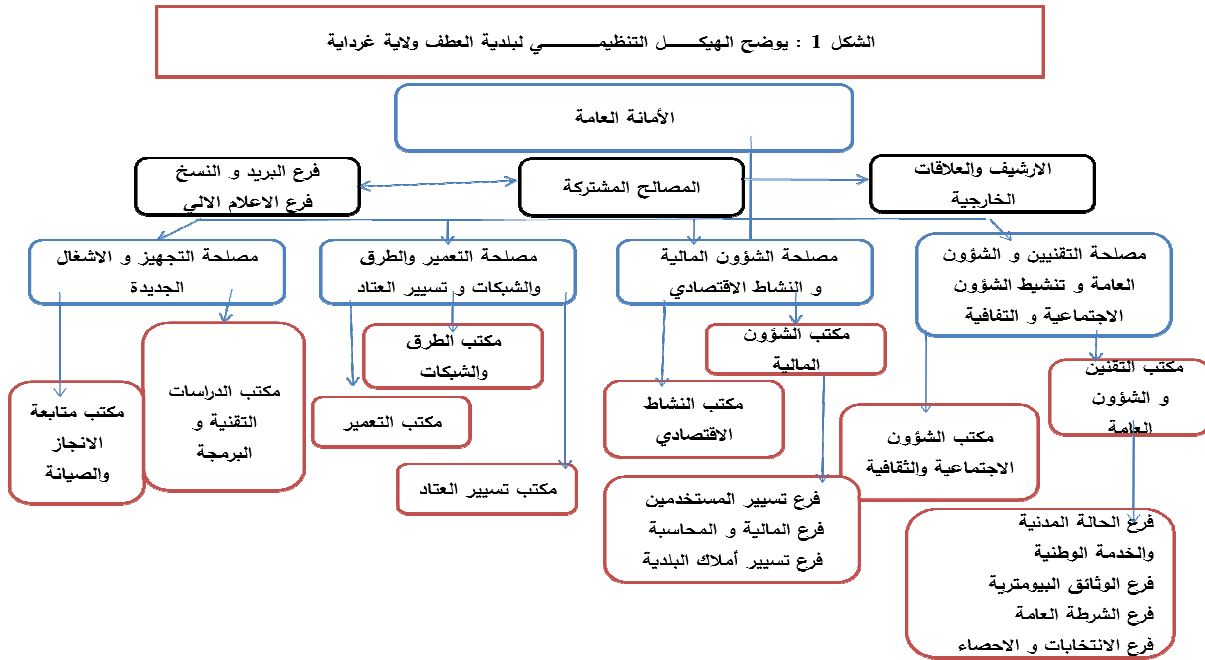 الشكل 1 : يوضح الهيكل التنظيمي لبلدية العطف ولاية غرداية
الأمانة العامة
الارشيف والعلاقات
الخارجية
المصالح المشتركة
فرع البريد و النسخ
فرع الاعلام الالي
مصلحة التقنيين و الشؤون
العامة و تنشيط الشؤون
الاجتماعية و التفافية
مصلحة الشؤون المالية
و النشاط الاقتصادي
مصلحة التعمير والطرق
والشبكات و تسيير العتاد
مصلحة التجهيز و الاشغال
الجديدة
مكتب التقنين
و الشؤون
العامة
مكتب الشؤون
الاجتماعية والثقافية
مكتب الشؤون
المالية
مكتب النشاط
الاقتصادي
مكتب الطرق
والشبكات
مكتب التعمير
مكتب تسيير العتاد
مكتب الدراسات
التقنية و
البرمجة
مكتب متابعة
الانجاز
والصيانة
فرع تسيير المستخدمين
فرع المالية و المحاسبة
فرع تسيير أملاك البلدية
فرع الحالة المدنية
والخدمة الوطنية
فرع الوثائق البيومترية
فرع الشرطة العامة
فرع الانتخابات و الاحصاء